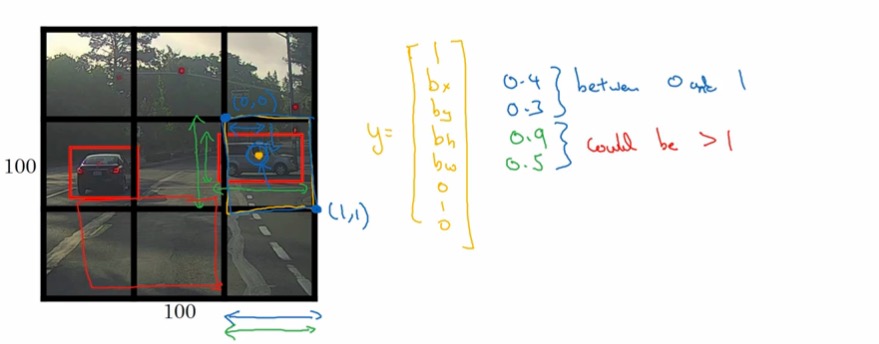 (0,0)
100
(1,1)
100
y=
1
bx
by
bh
bw
0
1
0
0.4
0.3
between 0 and 1
0.9
0.5
could be >1